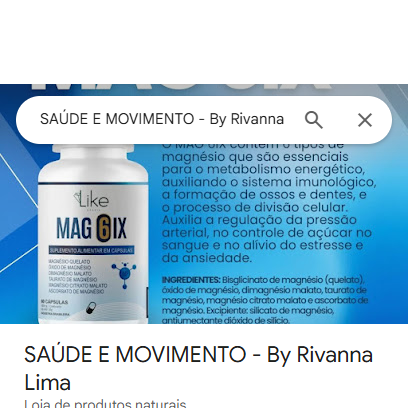 SAÚDE E MOVIMENTO - By Rivanna
O MAG 6IX contém 6 tipos de
magnésio que são essenciais
para o metabolismo energético,
auxiliando o sistema imunológico,
a formação de ossos e dentes, e
o processo de divisão celular.
Auxilia a regulação da pressão
arterial, no controle de açúcar no
sangue e no alívio do estresse e
da ansiedade.
Like
MAG 6IX
SUPLEMENTO ALIMENTAR EM CÁPSULAS
MAGNÉSIO QUELATO
ÓXIDO DE MAGNÉSIO
DIMAGNÉSIO MALATO
TAURATO DE MAGNÉSIO
MAGNÉSIO CITRATO MALATO
ASCORBATO DE MAGNÉSIO
CÁPSULAS
INGREDIENTES: Bisglicinato de magnésio (quelato),
óxido de magnésio, dimagnésio malato, taurato de
magnésio, magnésio citrato malato e ascorbato de
magnésio. Excipiente: silicato de magnésio,
antiumectante dióxido de silício.
SAÚDE E MOVIMENTO - By Rivanna
Lima
Loja de produtos naturais